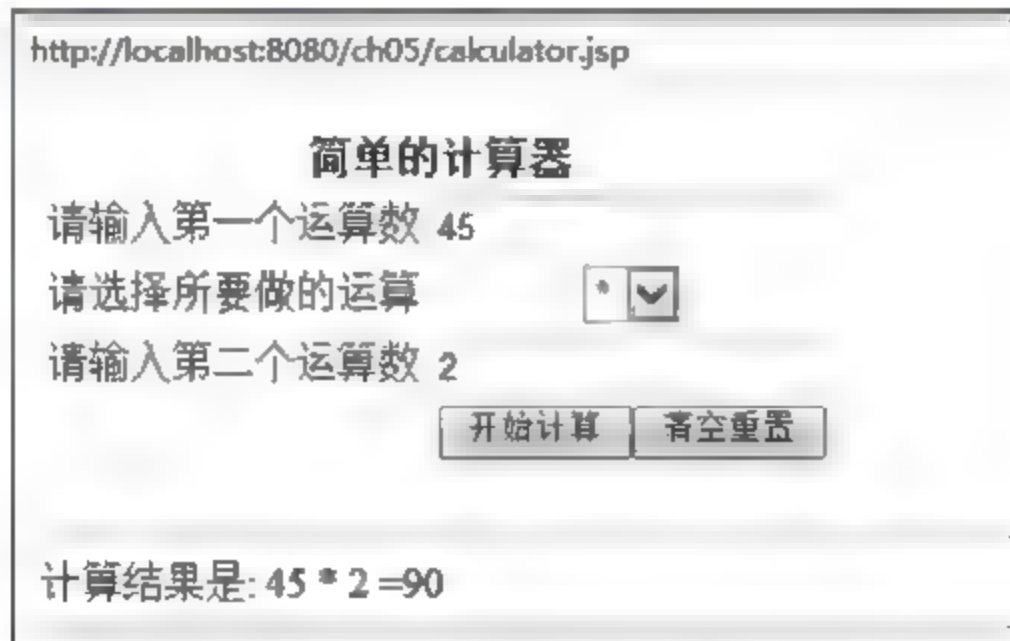 http://localhost:8080/ch05/calculator.jsp
简单的计算器
请输入第一个运算数 45
请选择所要做的运算 *
请输入第二个运算数 2
开始计算 清空重置
计算结果是: 45 * 2 =90